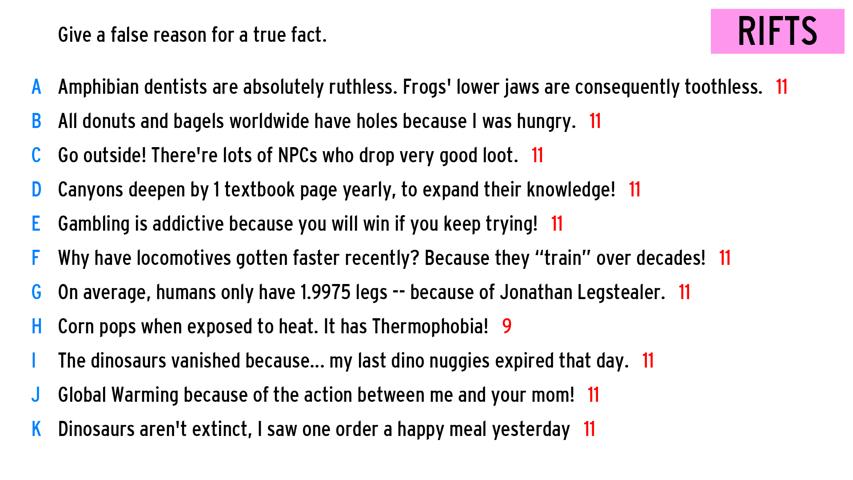 Give a false reason for a true fact.
RIFTS
A Amphibian dentists are absolutely ruthless. Frogs' lower jaws are consequently toothless. 11
B All donuts and bagels worldwide have holes because I was hungry. 11
C Go outside! There're lots of NPCs who drop very good loot. 11
D Canyons deepen by 1 textbook page yearly, to expand their knowledge! 11
E Gambling is addictive because you will win if you keep trying! 11
F Why have locomotives gotten faster recently? Because they “train” over decades! 11
G On average, humans only have 1.9975 legs -- because of Jonathan Legstealer. 11
H Corn pops when exposed to heat. It has Thermophobia! 9
I The dinosaurs vanished because... my last dino nuggies expired that day. 11
J Global Warming because of the action between me and your mom! 11
K Dinosaurs aren't extinct, I saw one order a happy meal yesterday 11